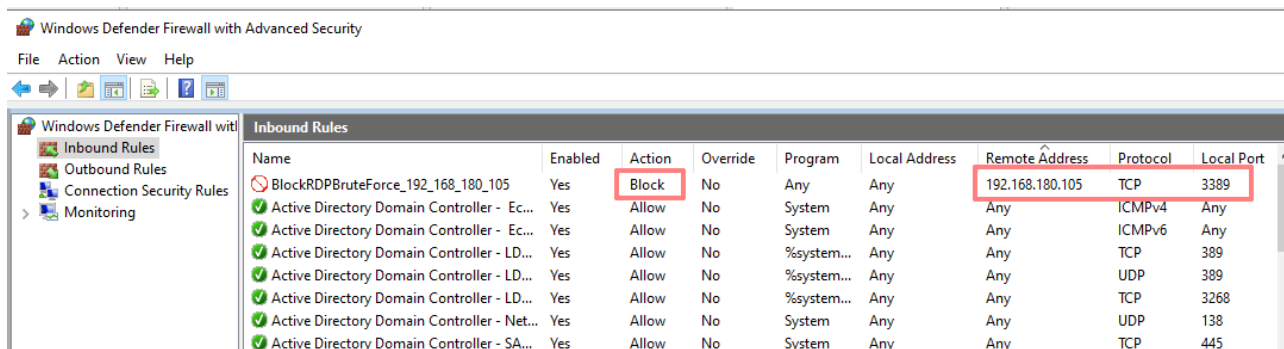 Windows Defender Firewall with Advanced Security
File Action View Help
Windows Defender Firewall witl
Inbound Rules
Outbound Rules
Connection Security Rules
Monitoring
Inbound Rules
Name Enabled Action Override Program Local Address Remote Address Protocol Local Port
BlockRDPBruteForce_192_168_180_105 Yes Block No Any Any 192.168.180.105 TCP 3389
Active Directory Domain Controller - Ec... Yes Allow No System Any Any ICMPv4 Any
Active Directory Domain Controller - Ec... Yes Allow No System Any Any ICMPv6 Any
Active Directory Domain Controller - LD... Yes Allow No %system... Any Any TCP 389
Active Directory Domain Controller - LD... Yes Allow No %system... Any Any UDP 389
Active Directory Domain Controller - LD... Yes Allow No %system... Any Any TCP 3268
Active Directory Domain Controller - Net... Yes Allow No System Any Any UDP 138
Active Directory Domain Controller - SA... Yes Allow No System Any Any TCP 445